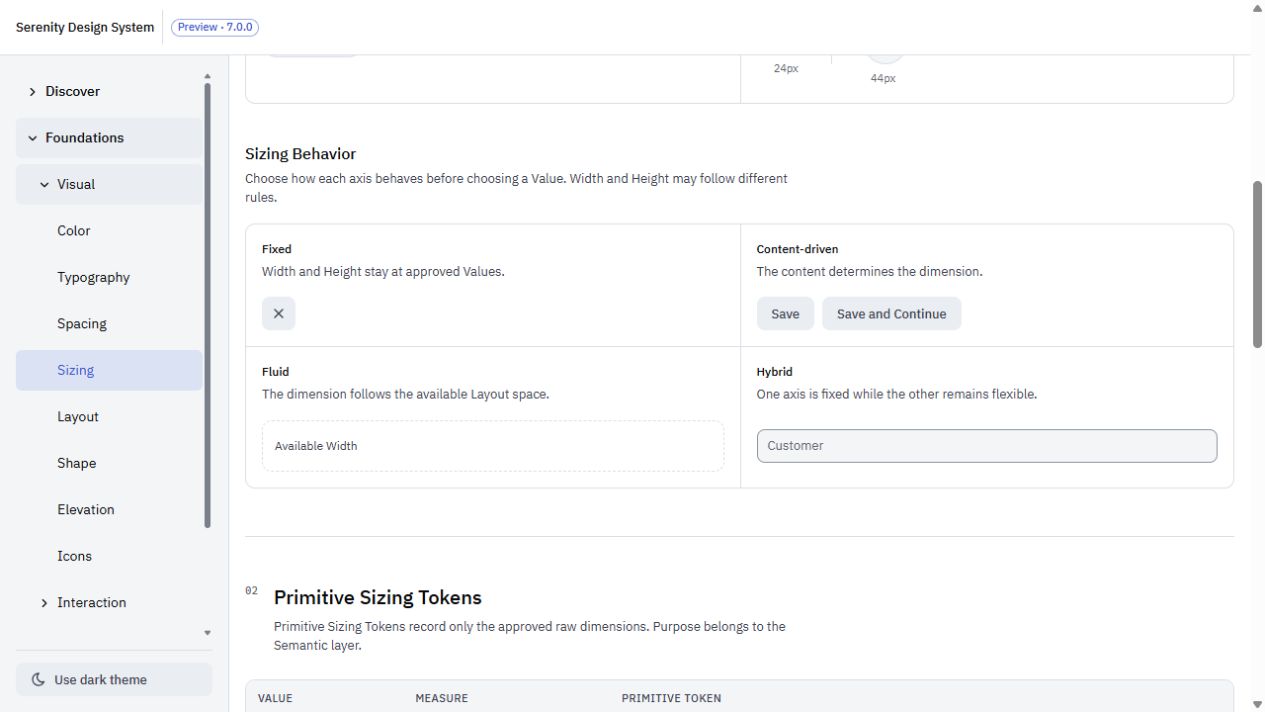 Serenity Design System
Preview · 7.0.0
Discover
Foundations
Visual
Color
Typography
Spacing
Sizing
Layout
Shape
Elevation
Icons
Interaction
Use dark theme
24px
44px
Sizing Behavior
Choose how each axis behaves before choosing a Value. Width and Height may follow different
rules.
Fixed
Width and Height stay at approved Values.
Content-driven
The content determines the dimension.
Save
Save and Continue
Fluid
The dimension follows the available Layout space.
Available Width
Hybrid
One axis is fixed while the other remains flexible.
Customer
02
Primitive Sizing Tokens
Primitive Sizing Tokens record only the approved raw dimensions. Purpose belongs to the
Semantic layer.
VALUE
MEASURE
PRIMITIVE TOKEN